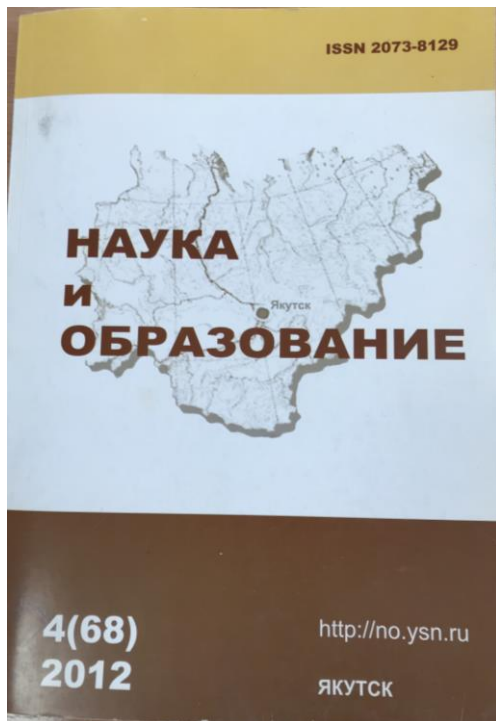 ISSN 2073-8129
НАУКА
Якутск
И
ОБРАЗОВАНИЕ
4(68)
2012
http://no.ysn.ru
ЯКУТСК